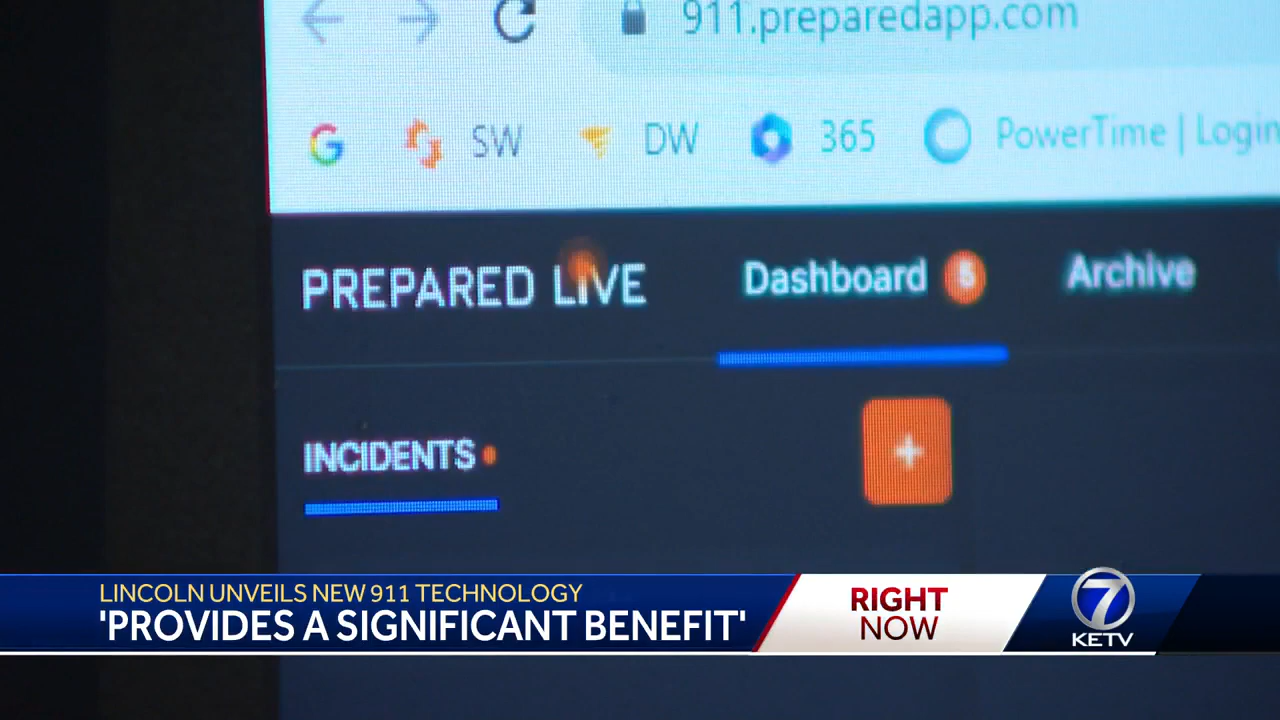 911.preparedapp.com
G SW DW 365 PowerTime | Login
PREPARED LIVE Dashboard 5 Archive
INCIDENTS +
LINCOLN UNVEILS NEW 911 TECHNOLOGY
'PROVIDES A SIGNIFICANT BENEFIT'
RIGHT
NOW
7
KETV